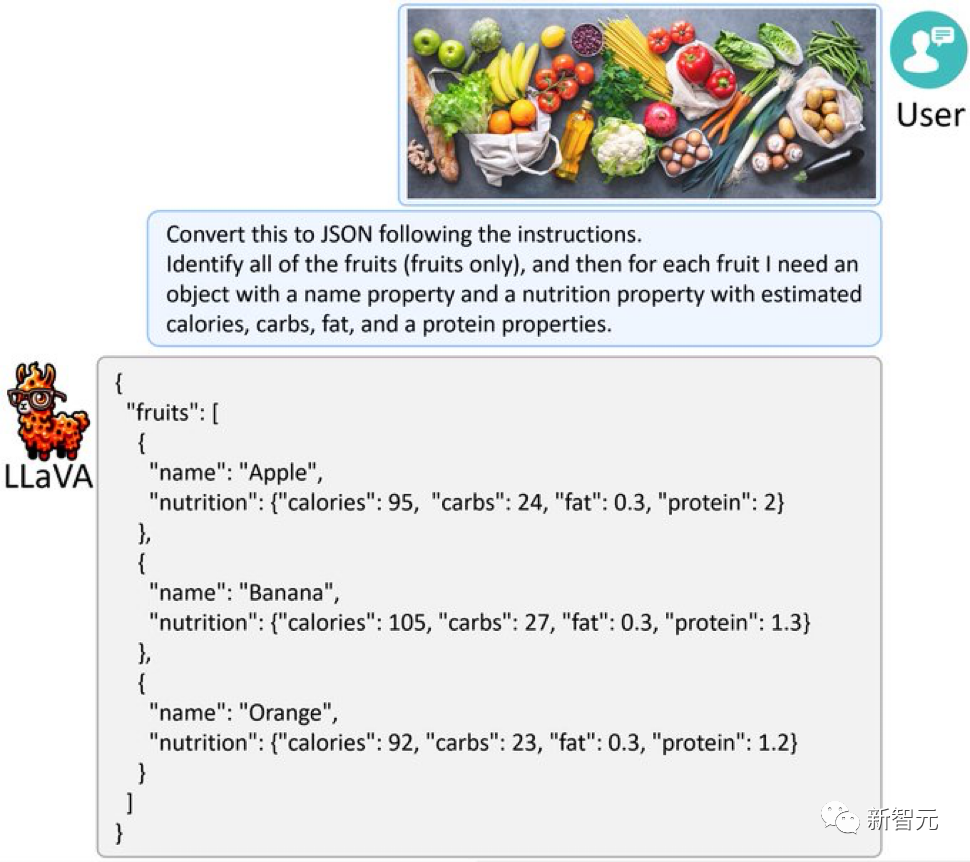 User
Convert this to JSON following the instructions.
Identify all of the fruits (fruits only), and then for each fruit I need an
object with a name property and a nutrition property with estimated
calories, carbs, fat, and a protein properties.
LLaVA
{
"fruits": [
{
"name": "Apple",
"nutrition": {"calories": 95, "carbs": 24, "fat": 0.3, "protein": 2}
},
{
"name": "Banana",
"nutrition": {"calories": 105, "carbs": 27, "fat": 0.3, "protein": 1.3}
},
{
"name": "Orange",
"nutrition": {"calories": 92, "carbs": 23, "fat": 0.3, "protein": 1.2}
}
]
}
新智元